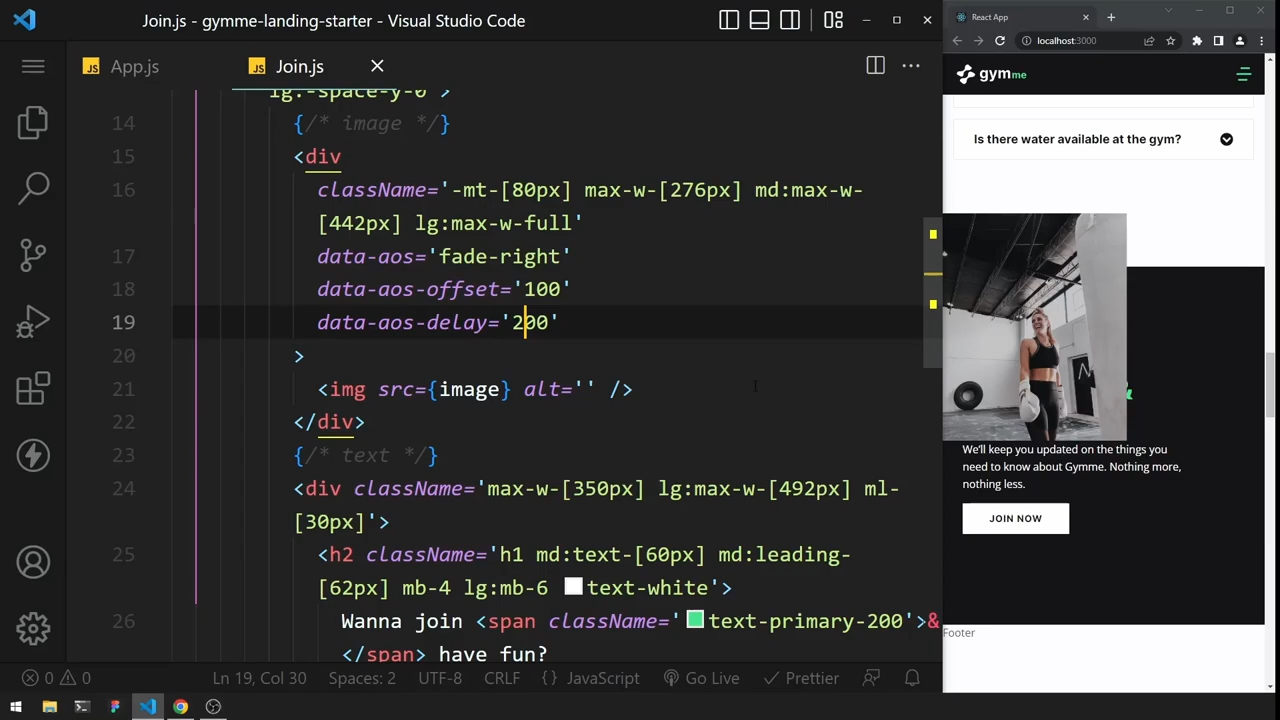 Join.js - gymme-landing-starter - Visual Studio Code
React App
localhost:3000
JS App.js
JS Join.js
gymme
lg:-space-y-0'>
14 {/* image */}
15 <div
16 className='-mt-[80px] max-w-[276px] md:max-w-
[442px] lg:max-w-full'
17 data-aos='fade-right'
18 data-aos-offset='100'
19 data-aos-delay='200'
20 >
21 <img src={image} alt='' />
22 </div>
23 {/* text */}
24 <div className='max-w-[350px] lg:max-w-[492px] ml-
[30px]'>
25 <h2 className='h1 md:text-[60px] md:leading-
[62px] mb-4 lg:mb-6 text-white'>
26 Wanna join <span className='text-primary-200'>&
</span> have fun?
Is there water available at the gym?
&
We'll keep you updated on the things you
need to know about Gymme. Nothing more,
nothing less.
JOIN NOW
Footer
0 0
Ln 19, Col 30
Spaces: 2
UTF-8
CRLF
{} JavaScript
Go Live
Prettier